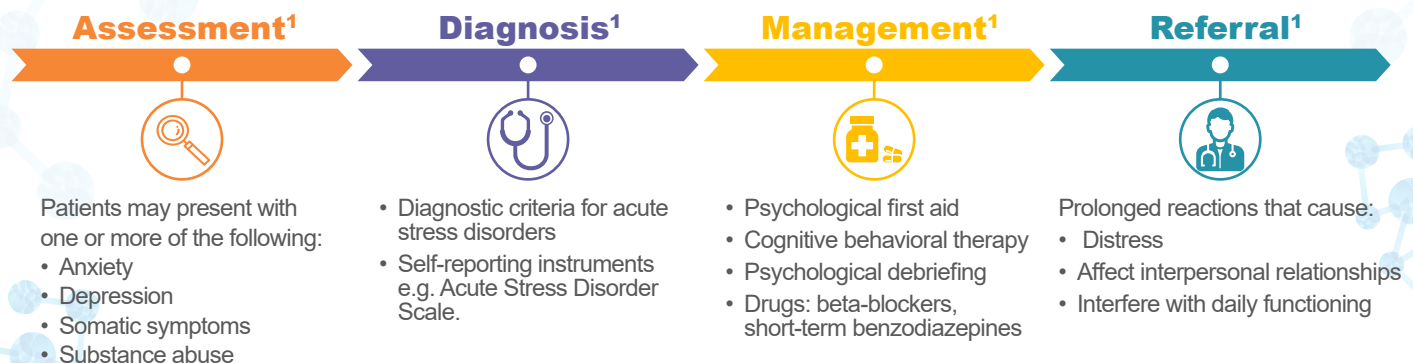 Assessment¹
Diagnosis¹
Management¹
Referral¹
Patients may present with
one or more of the following:
• Anxiety
• Depression
• Somatic symptoms
• Substance abuse
• Diagnostic criteria for acute
stress disorders
• Self-reporting instruments
e.g. Acute Stress Disorder
Scale.
• Psychological first aid
• Cognitive behavioral therapy
• Psychological debriefing
• Drugs: beta-blockers,
short-term benzodiazepines
Prolonged reactions that cause:
• Distress
• Affect interpersonal relationships
• Interfere with daily functioning